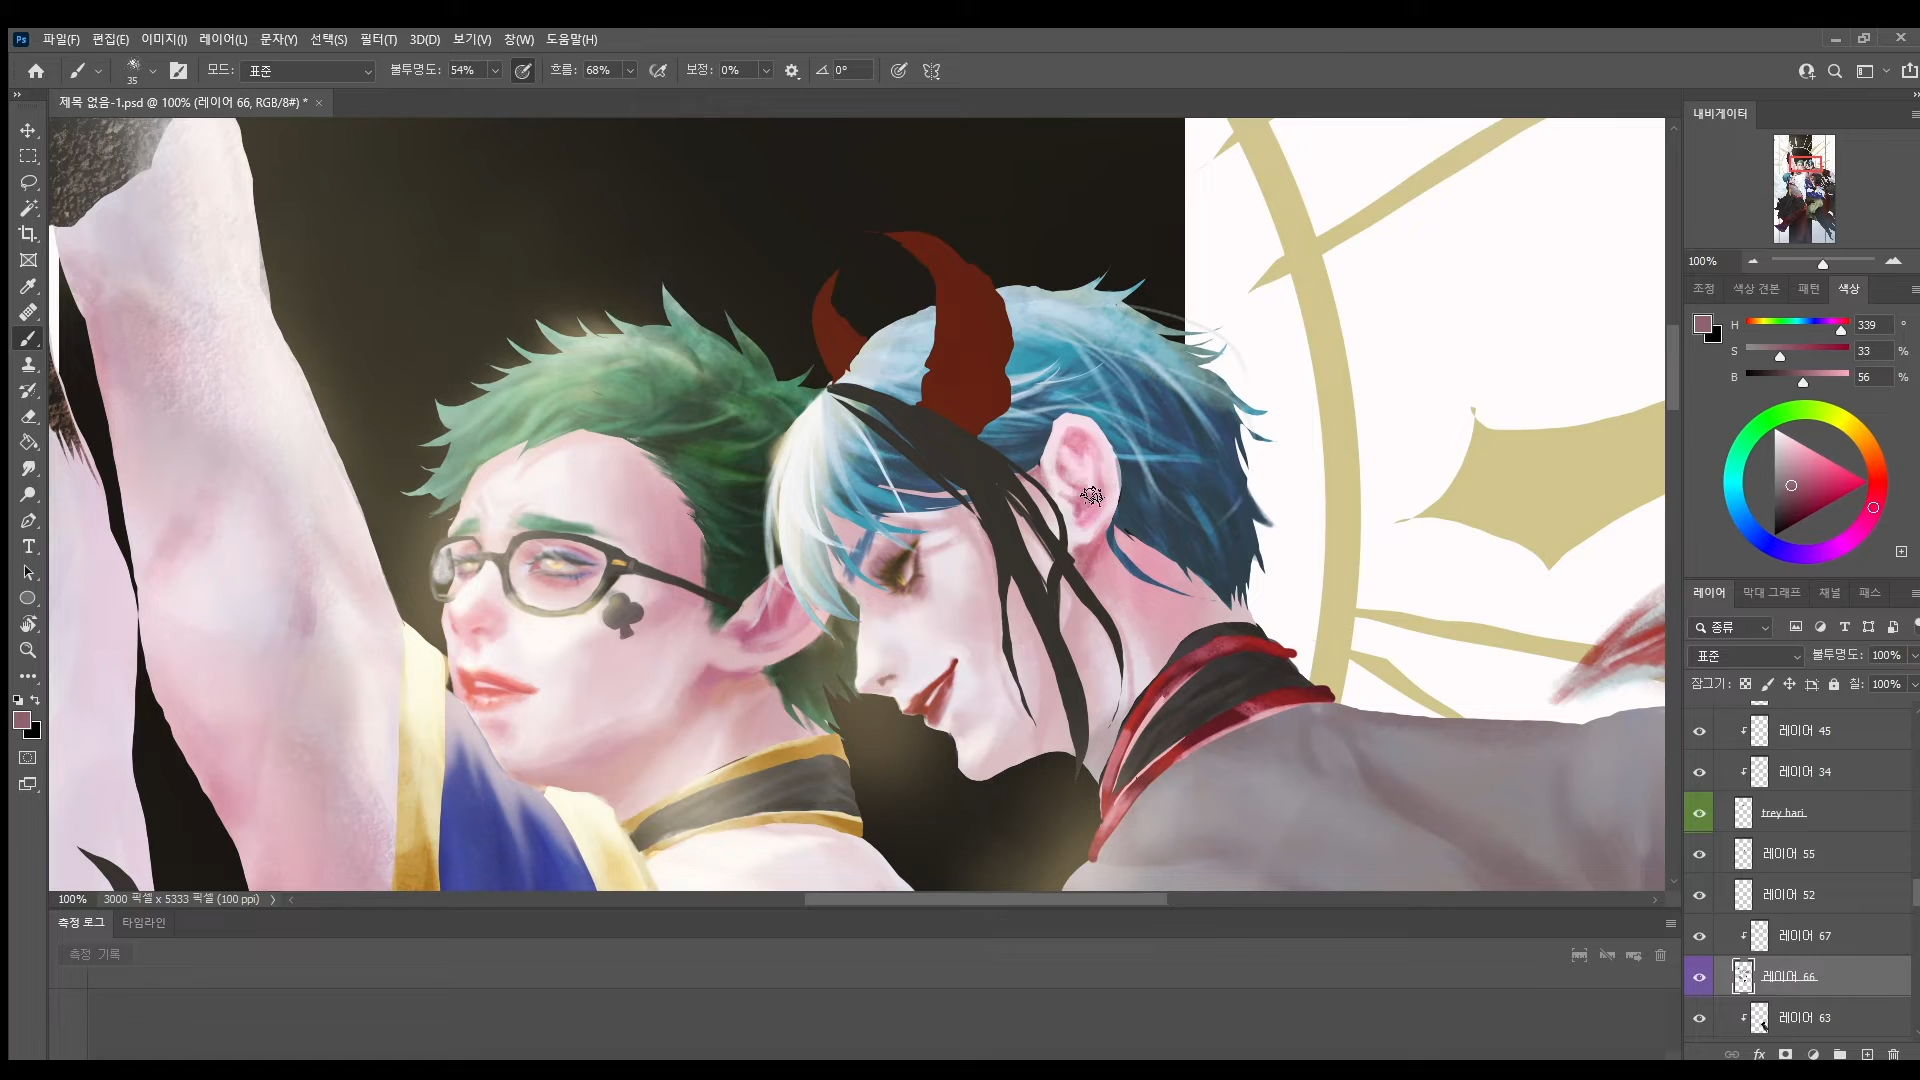 Ps 파일(F) 편집(E) 이미지(I) 레이어(L) 문자(Y) 선택(S) 필터(T) 3D(D) 보기(V) 창(W) 도움말(H)
35 모드: 표준 불투명도: 54% 흐름: 68% 보정: 0% 0°
제목 없음-1.psd @ 100% (레이어 66, RGB/8#) *
내비게이터
100%
조정 색상 견본 패턴 색상
H 339 °
S 33 %
B 56 %
레이어 막대 그래프 채널 패스
종류
표준 불투명도: 100%
잠그기: 칠: 100%
레이어 45
레이어 34
trey hari
레이어 55
레이어 52
레이어 67
레이어 66
레이어 63
fx
100% 3000 픽셀 x 5333 픽셀 (100 ppi)
측정 로그 타임라인
측정 기록